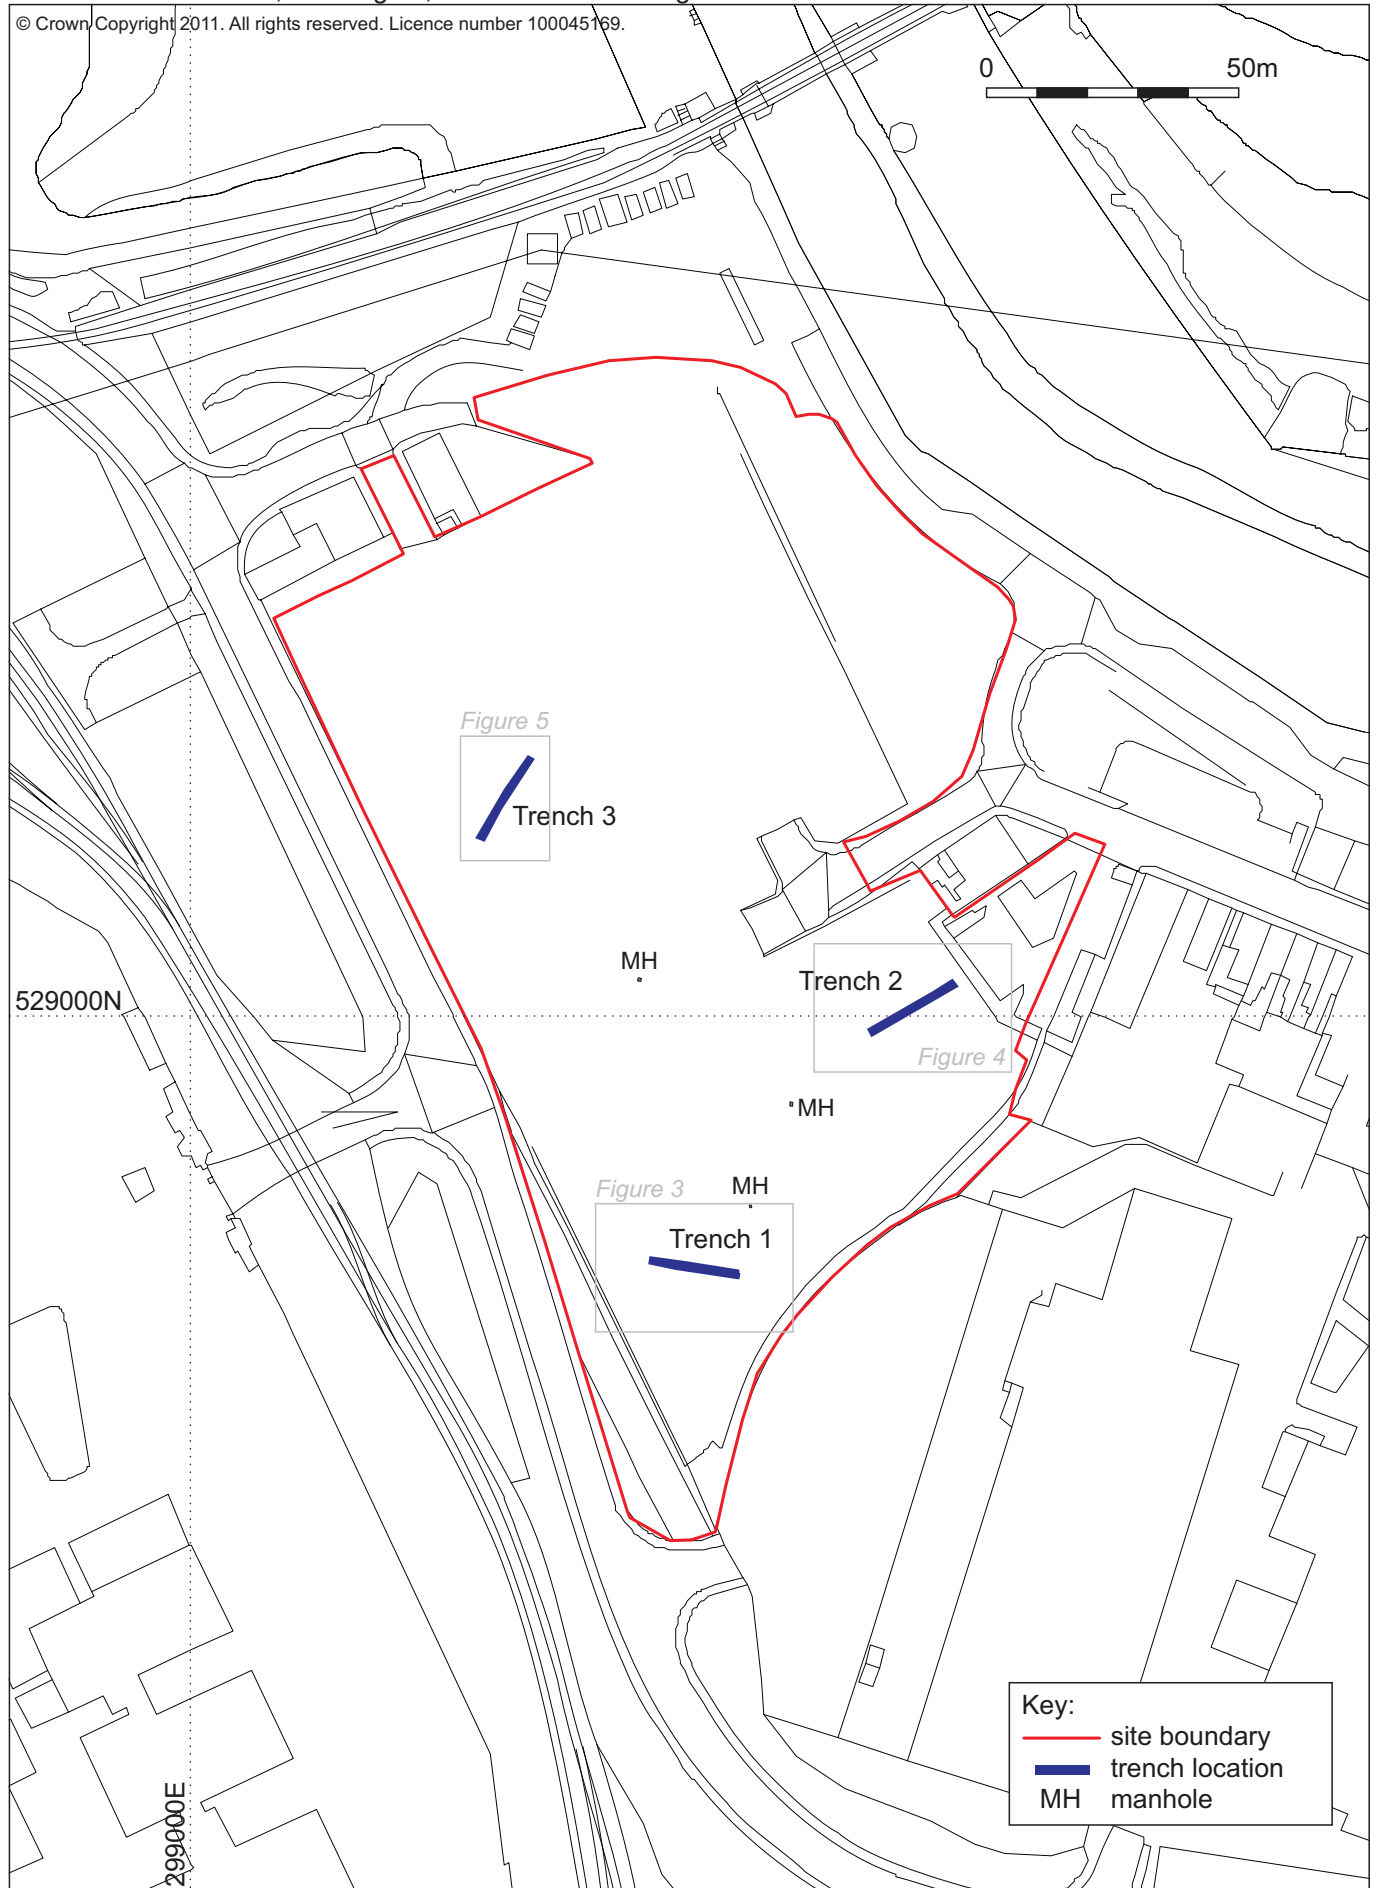 © Crown Copyright 2011. All rights reserved. Licence number 100045169.
0 50m
Figure 5
Trench 3
MH
Trench 2
529000N
Figure 4
MH
MH
Figure 3
Trench 1
Key:
site boundary
trench location
MH manhole
299000E